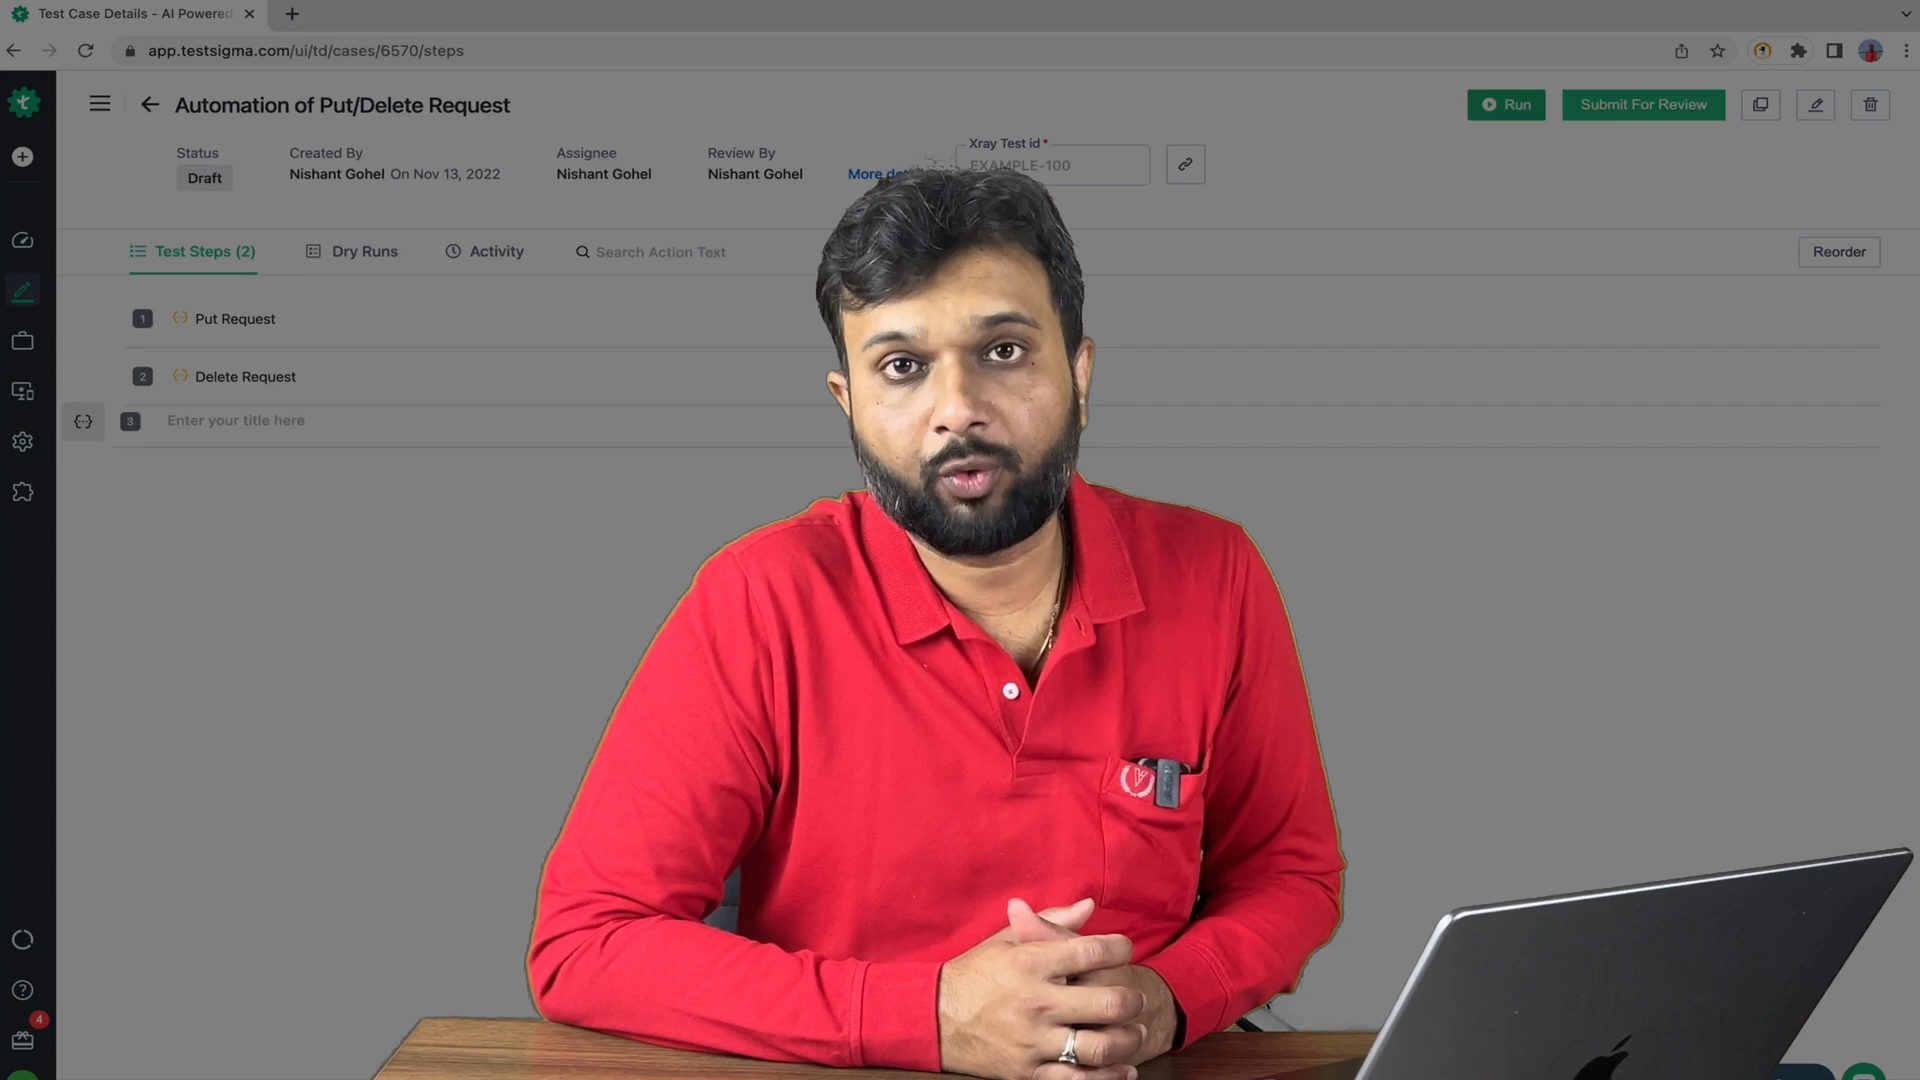 Test Case Details - AI Powered
app.testsigma.com/ui/td/cases/6570/steps
Automation of Put/Delete Request
Run
Submit For Review
Status
Draft
Created By
Nishant Gohel On Nov 13, 2022
Assignee
Nishant Gohel
Review By
Nishant Gohel
More
Xray Test id *
EXAMPLE-100
Test Steps (2)
Dry Runs
Activity
Search Action Text
Reorder
1 Put Request
2 Delete Request
3 Enter your title here
4